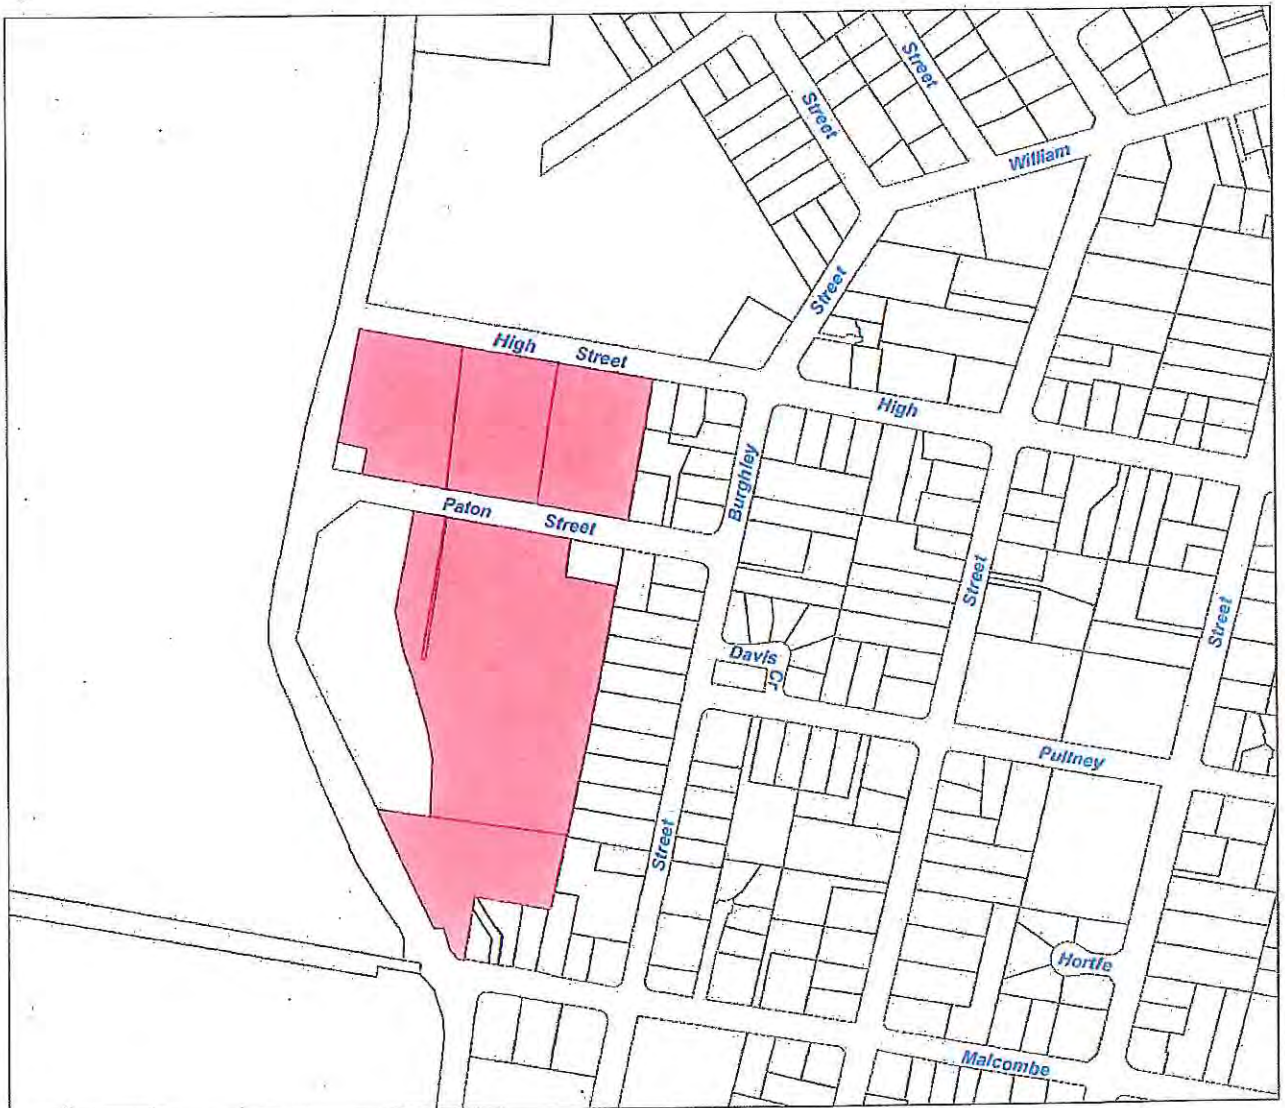 Street
Street
William
Street
High Street
High
Burghley
Paton Street
Street
Street
Davis
Cr
Pultney
Street
Hortle
Malcombe